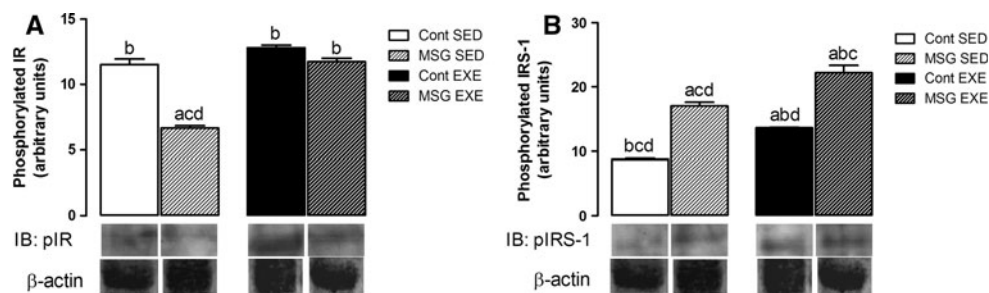 A
Phosphorylated IR
(arbitrary units)
15
10
5
0
b
acd
b
b
Cont SED
MSG SED
Cont EXE
MSG EXE
IB: pIR
β-actin
B
Phosphorylated IRS-1
(arbitrary units)
30
20
10
0
bcd
acd
abd
abc
Cont SED
MSG SED
Cont EXE
MSG EXE
IB: pIRS-1
β-actin